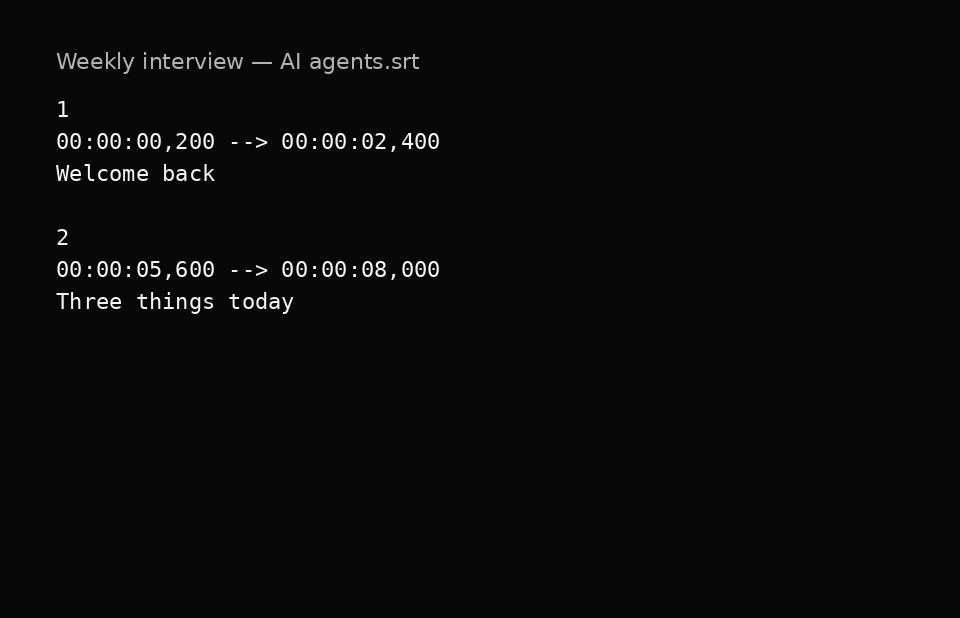 Weekly interview — AI agents.srt
1
00:00:00,200 --> 00:00:02,400
Welcome back
2
00:00:05,600 --> 00:00:08,000
Three things today